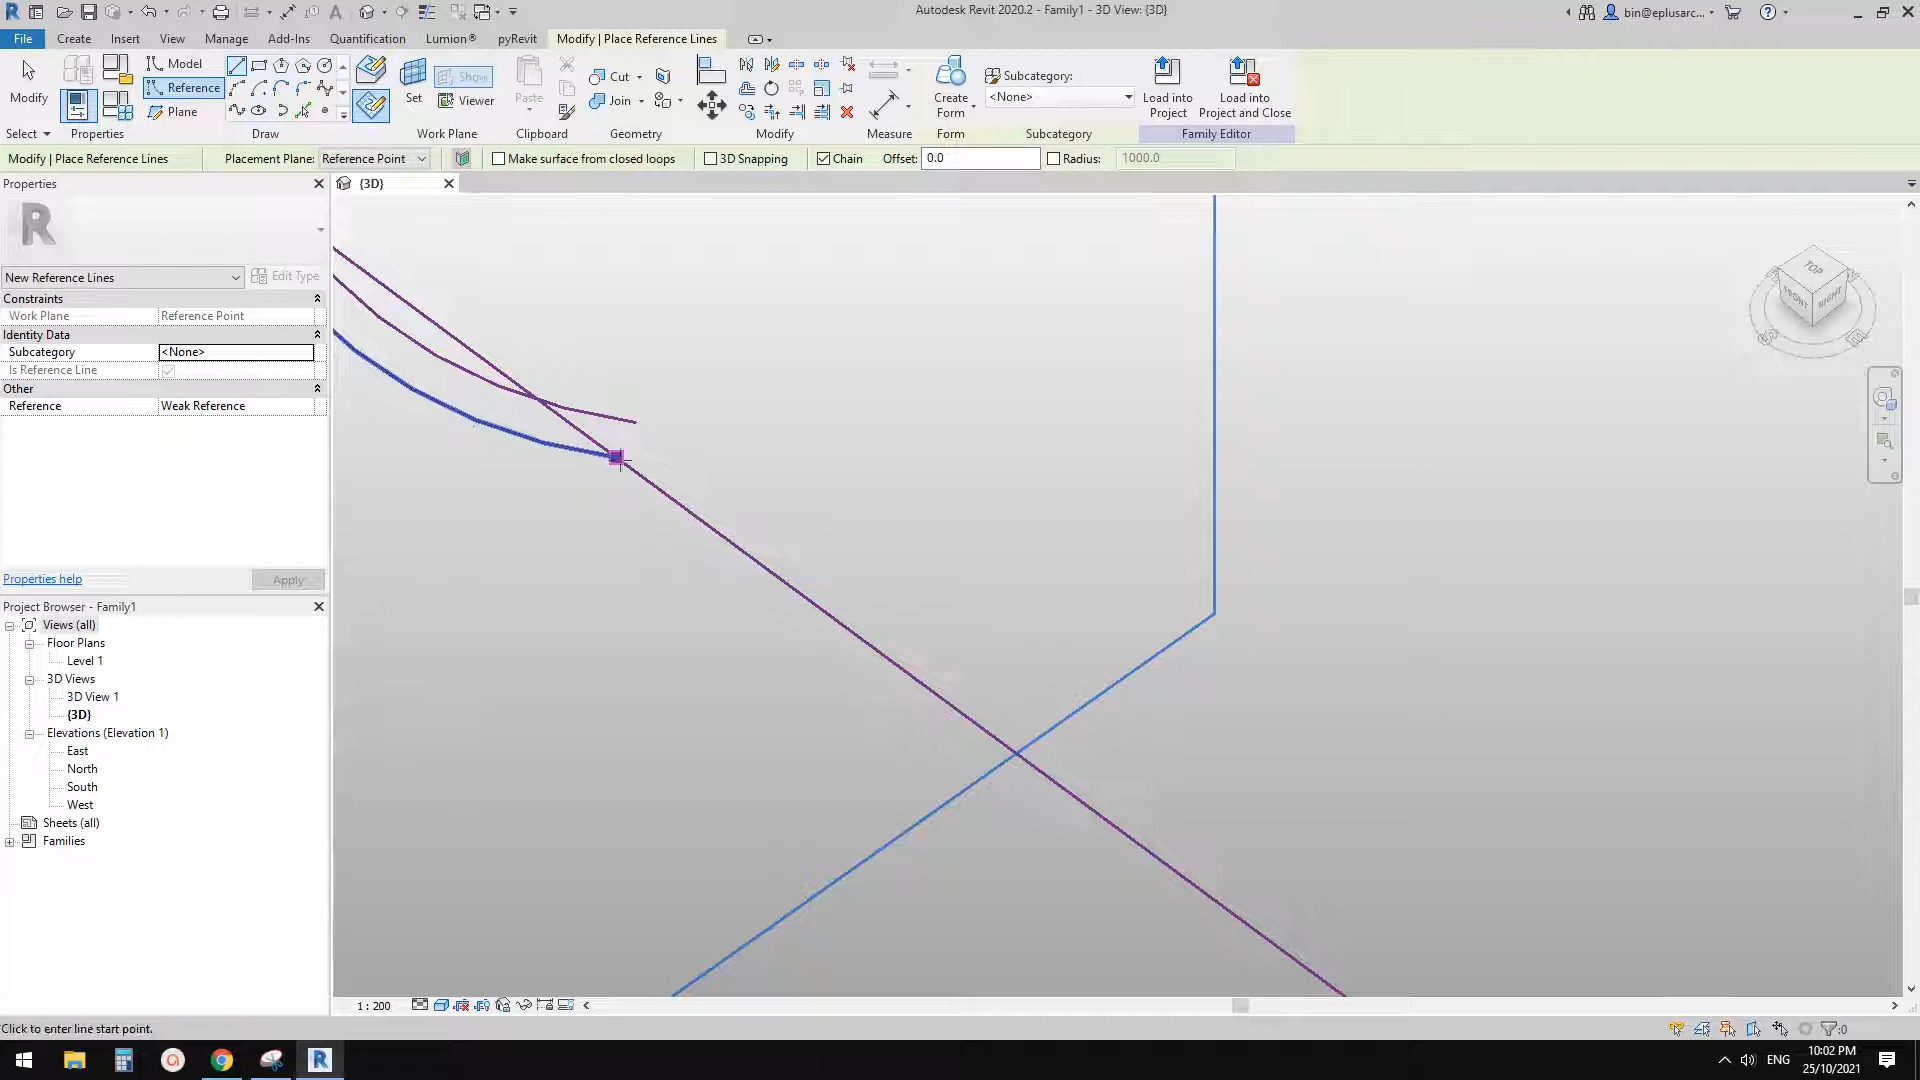 Autodesk Revit 2020.2 - Family1 - 3D View: {3D}
bin@eplusarc...
File Create Insert View Manage Add-Ins Quantification Lumion® pyRevit Modify | Place Reference Lines
Modify
Model
Reference
Plane
Set
Show
Viewer
Paste
Cut
Join
Create
Form
Subcategory:
<None>
Load into
Project
Load into
Project and Close
Select Properties Draw Work Plane Clipboard Geometry Modify Measure Form Subcategory Family Editor
Modify | Place Reference Lines Placement Plane: Reference Point Make surface from closed loops 3D Snapping Chain Offset: 0.0 Radius: 1000.0
Properties
{3D}
New Reference Lines Edit Type
Constraints
Work Plane Reference Point
Identity Data
Subcategory <None>
Is Reference Line
Other
Reference Weak Reference
Properties help Apply
Project Browser - Family1
Views (all)
Floor Plans
Level 1
3D Views
3D View 1
{3D}
Elevations (Elevation 1)
East
North
South
West
Sheets (all)
Families
TOP
FRONT
RIGHT
1 : 200
Click to enter line start point.
:0
ENG
10:02 PM
25/10/2021